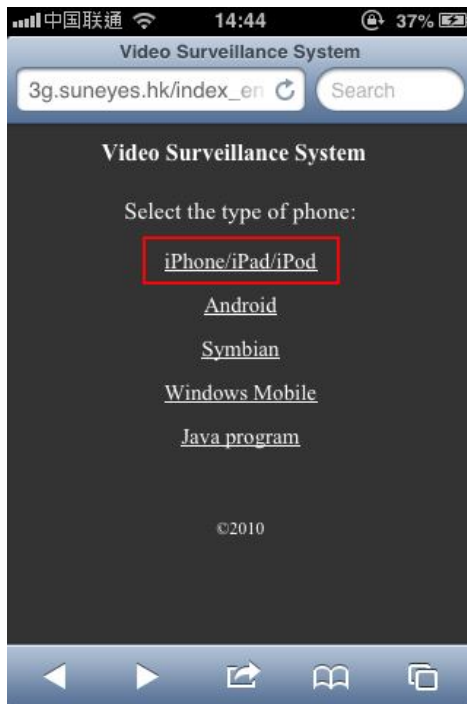 中国联通 14:44 37%
Video Surveillance System
3g.suneyes.hk/index_en Search
Video Surveillance System
Select the type of phone:
iPhone/iPad/iPod
Android
Symbian
Windows Mobile
Java program
©2010